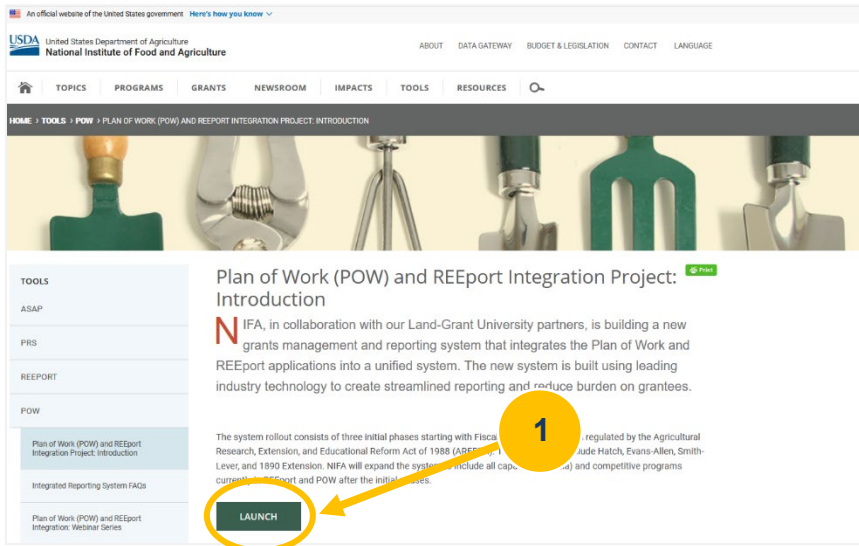 An official website of the United States government Here's how you know
USDA
United States Department of Agriculture
National Institute of Food and Agriculture
ABOUT DATA GATEWAY BUDGET & LEGISLATION CONTACT LANGUAGE
TOPICS PROGRAMS GRANTS NEWSROOM IMPACTS TOOLS RESOURCES
HOME > TOOLS > POW > PLAN OF WORK (POW) AND REEPORT INTEGRATION PROJECT: INTRODUCTION
TOOLS
ASAP
PRS
REEPORT
POW
Plan of Work (POW) and REEport
Integration Project: Introduction
Integrated Reporting System FAQs
Plan of Work (POW) and REEport
Integration: Webinar Series
Plan of Work (POW) and REEport Integration Project:
Introduction
Print
NIFA, in collaboration with our Land-Grant University partners, is building a new
grants management and reporting system that integrates the Plan of Work and
REEport applications into a unified system. The new system is built using leading
industry technology to create streamlined reporting and reduce burden on grantees.
The system rollout consists of three initial phases starting with Fiscal regulated by the Agricultural
Research, Extension, and Educational Reform Act of 1988 include Hatch, Evans-Allen, Smith-
Lever, and 1890 Extension. NIFA will expand the system include all and competitive programs
currently REEport and POW after the initial
LAUNCH
1